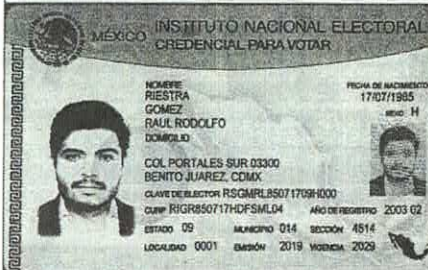 MÉXICO INSTITUTO NACIONAL ELECTORAL
CREDENCIAL PARA VOTAR
NOMBRE
RIESTRA
GOMEZ
RAUL RODOLFO
DOMICILIO
FECHA DE NACIMIENTO
17/07/1985
SEXO H
COL PORTALES SUR 03300
BENITO JUAREZ, CDMX
CLAVE DE ELECTOR RSGMRL85071709H000
CURP RIGR850717HDFSML04 AÑO DE REGISTRO 2003 02
ESTADO 09 MUNICIPIO 014 SECCIÓN 4614
LOCALIDAD 0001 EMISIÓN 2019 VIGENCIA 2029